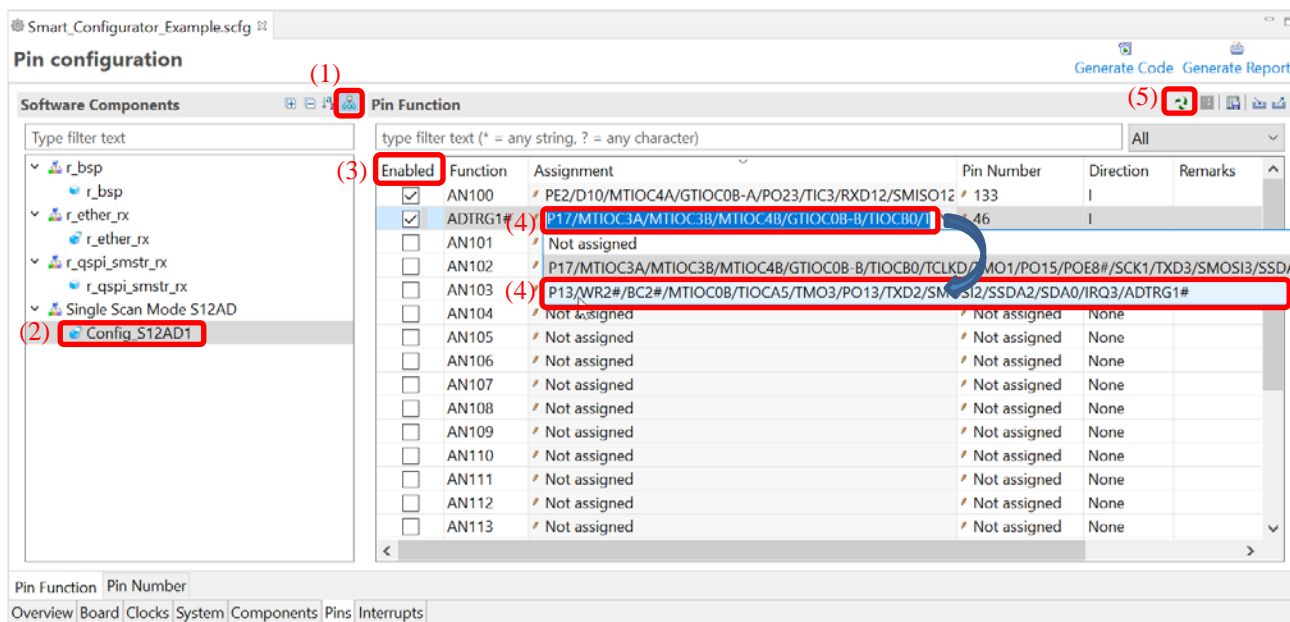 Smart_Configurator_Example.scfg
Pin configuration
Generate Code Generate Report
(1)
Software Components
Pin Function
(5)
Type filter text
type filter text (* = any string, ? = any character)
All
r_bsp
r_bsp
r_ether_rx
r_ether_rx
r_qspi_smstr_rx
r_qspi_smstr_rx
Single Scan Mode S12AD
(2) Config_S12AD1
(3) Enabled Function Assignment Pin Number Direction Remarks
AN100 PE2/D10/MTIOC4A/GTIOC0B-A/PO23/TIC3/RXD12/SMISO12 133 I
ADTRG1# (4) P17/MTIOC3A/MTIOC3B/MTIOC4B/GTIOC0B-B/TIOCB0/ 46 I
AN101 Not assigned
AN102 P17/MTIOC3A/MTIOC3B/MTIOC4B/GTIOC0B-B/TIOCB0/TCLKD/TMO1/PO15/POE8#/SCK1/TXD3/SMOSI3/SSDA
AN103 (4) P13/WR2#/BC2#/MTIOC0B/TIOCA5/TMO3/PO13/TXD2/SMOSI2/SSDA2/SDA0/IRQ3/ADTRG1#
AN104 Not assigned Not assigned None
AN105 Not assigned Not assigned None
AN106 Not assigned Not assigned None
AN107 Not assigned Not assigned None
AN108 Not assigned Not assigned None
AN109 Not assigned Not assigned None
AN110 Not assigned Not assigned None
AN111 Not assigned Not assigned None
AN112 Not assigned Not assigned None
AN113 Not assigned Not assigned None
Pin Function Pin Number
Overview Board Clocks System Components Pins Interrupts